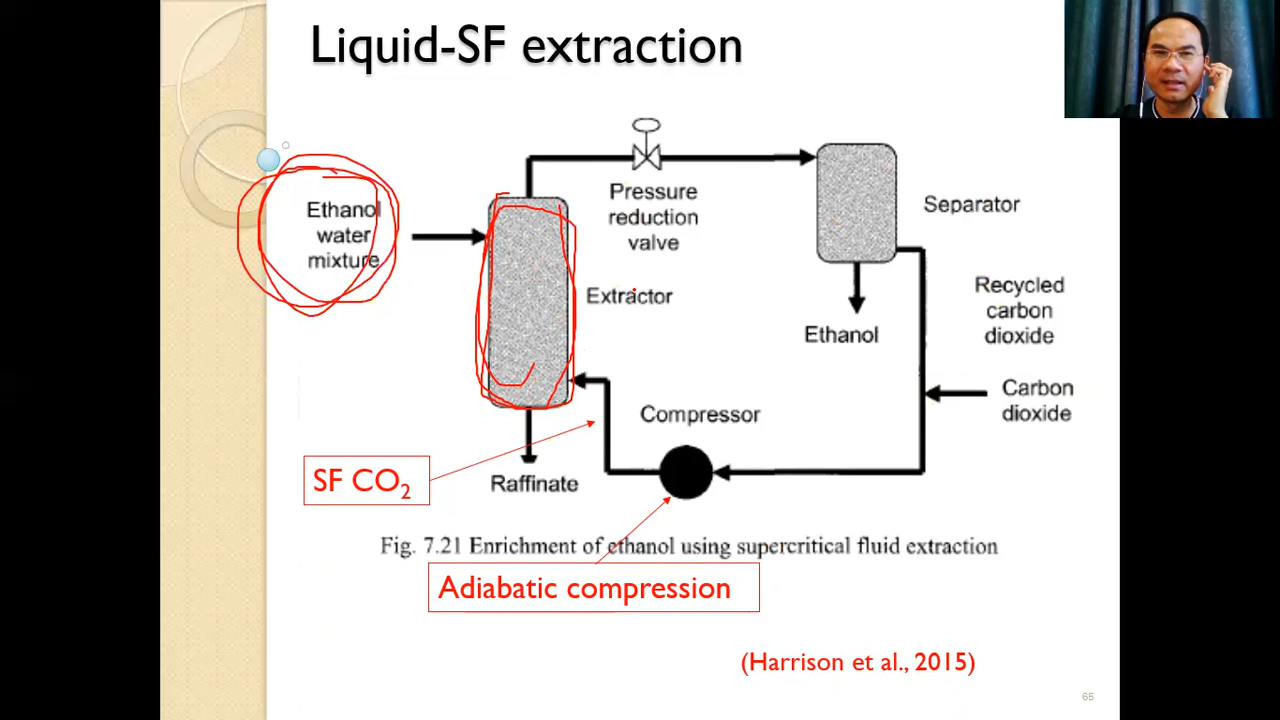 Liquid-SF extraction
Ethanol
water
mixture
Pressure
reduction
valve
Separator
Extractor
Recycled
carbon
dioxide
Ethanol
Carbon
dioxide
Compressor
SF CO₂
Raffinate
Fig. 7.21 Enrichment of ethanol using supercritical fluid extraction
Adiabatic compression
(Harrison et al., 2015)
65